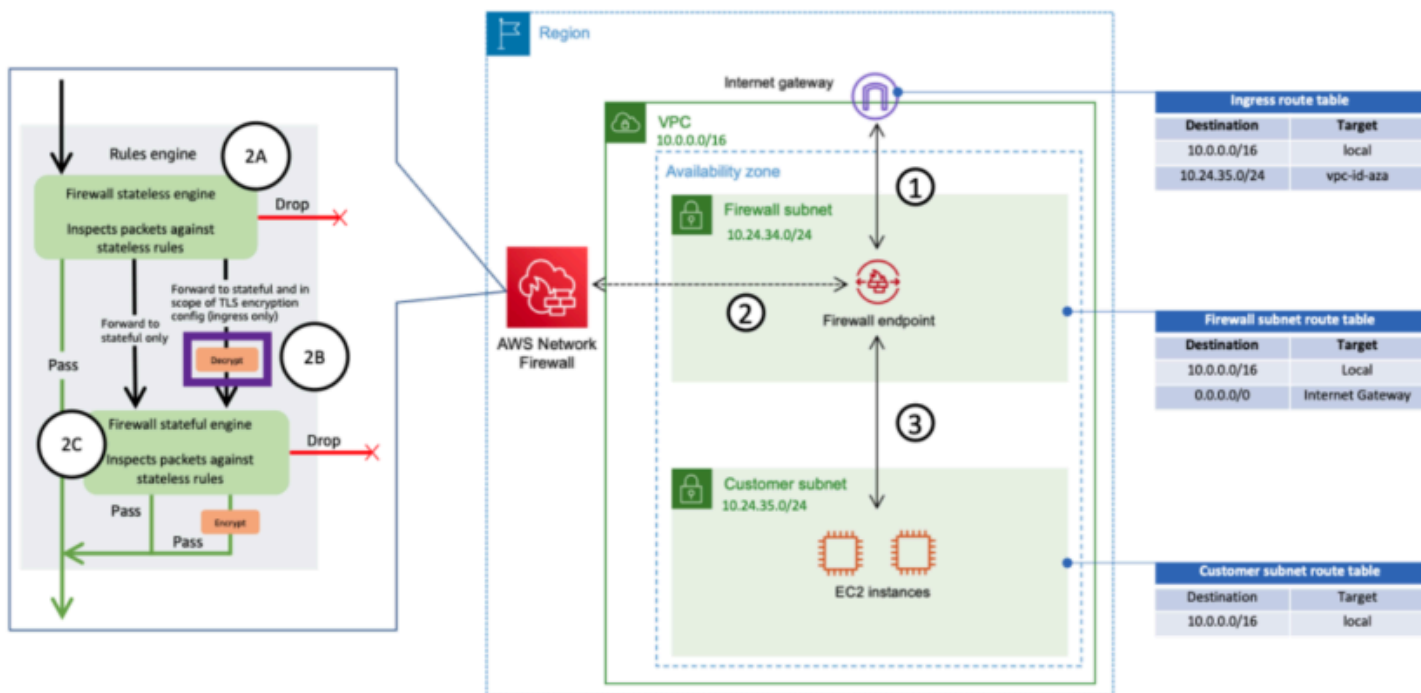 Region
Internet gateway
VPC
10.0.0.0/16
Availability zone
1
Firewall subnet
10.24.34.0/24
Firewall endpoint
2
AWS Network
Firewall
3
Customer subnet
10.24.35.0/24
EC2 instances
Rules engine
2A
Firewall stateless engine
Inspects packets against
stateless rules
Drop
Forward to stateful and in
scope of TLS encryption
config (ingress only)
Forward to
stateful only
Pass
Decrypt
2B
2C
Firewall stateful engine
Inspects packets against
stateless rules
Drop
Pass
Encrypt
Pass
Ingress route table
Destination Target
10.0.0.0/16 local
10.24.35.0/24 vpc-id-aza
Firewall subnet route table
Destination Target
10.0.0.0/16 Local
0.0.0.0/0 Internet Gateway
Customer subnet route table
Destination Target
10.0.0.0/16 local